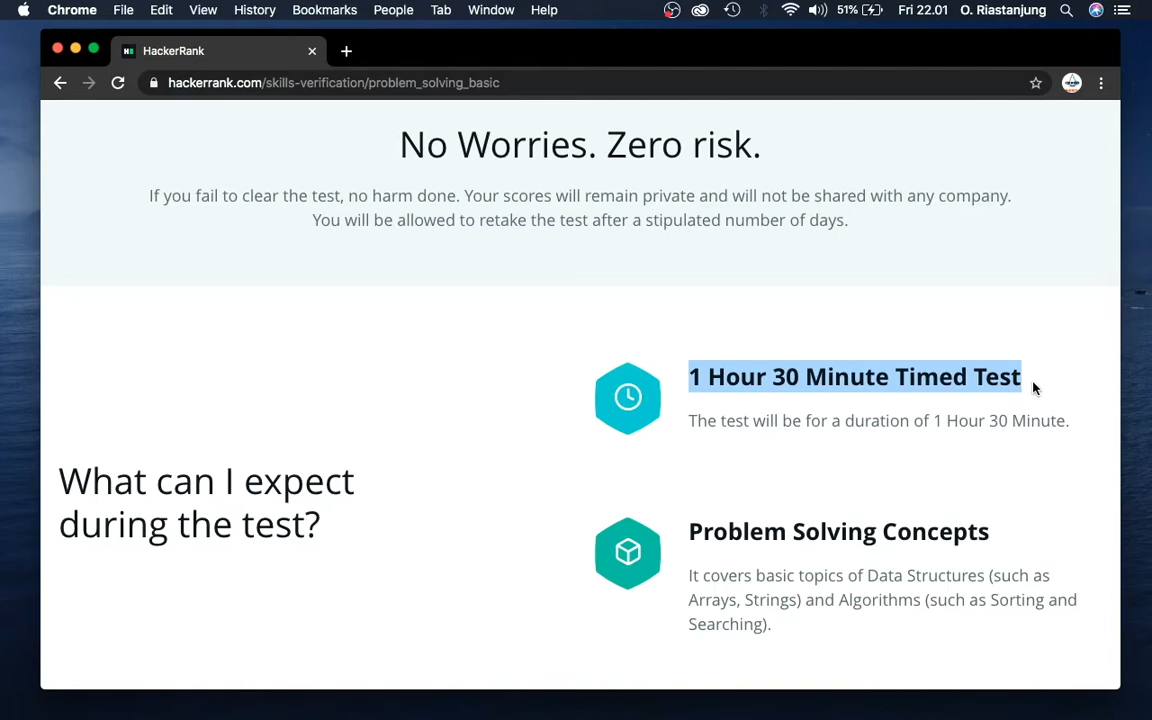 Chrome File Edit View History Bookmarks People Tab Window Help 51% Fri 22.01 O. Riastanjung
HackerRank
hackerrank.com/skills-verification/problem_solving_basic
No Worries. Zero risk.
If you fail to clear the test, no harm done. Your scores will remain private and will not be shared with any company.
You will be allowed to retake the test after a stipulated number of days.
1 Hour 30 Minute Timed Test
The test will be for a duration of 1 Hour 30 Minute.
What can I expect
during the test?
Problem Solving Concepts
It covers basic topics of Data Structures (such as
Arrays, Strings) and Algorithms (such as Sorting and
Searching).